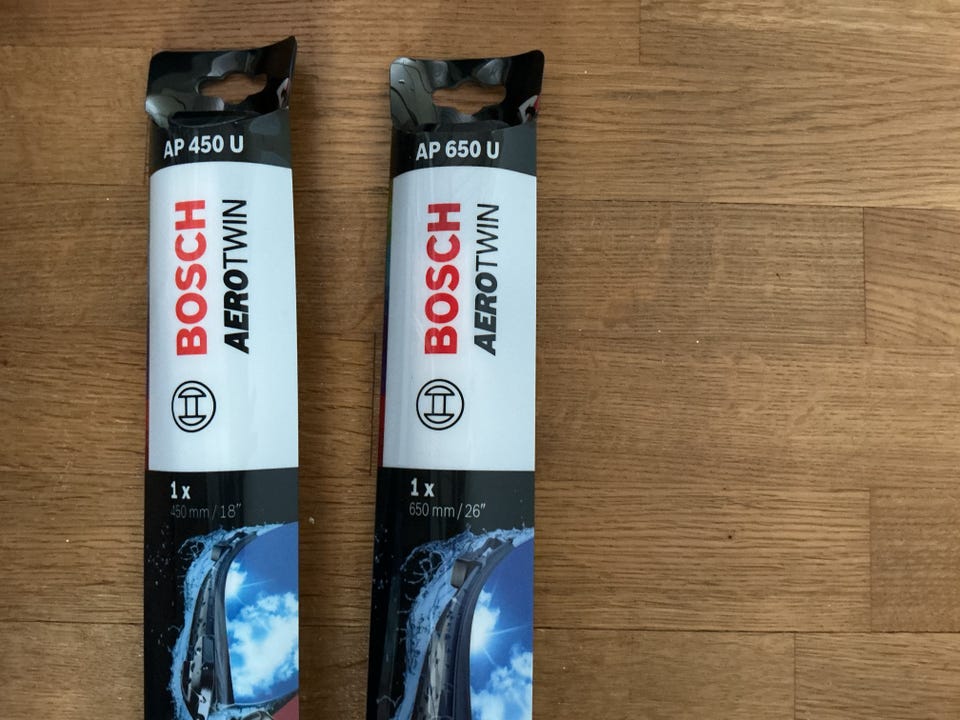 AP 450 U
BOSCH
AEROTWIN
1 x
450 mm / 18"
AP 650 U
BOSCH
AEROTWIN
1 x
650 mm / 26"